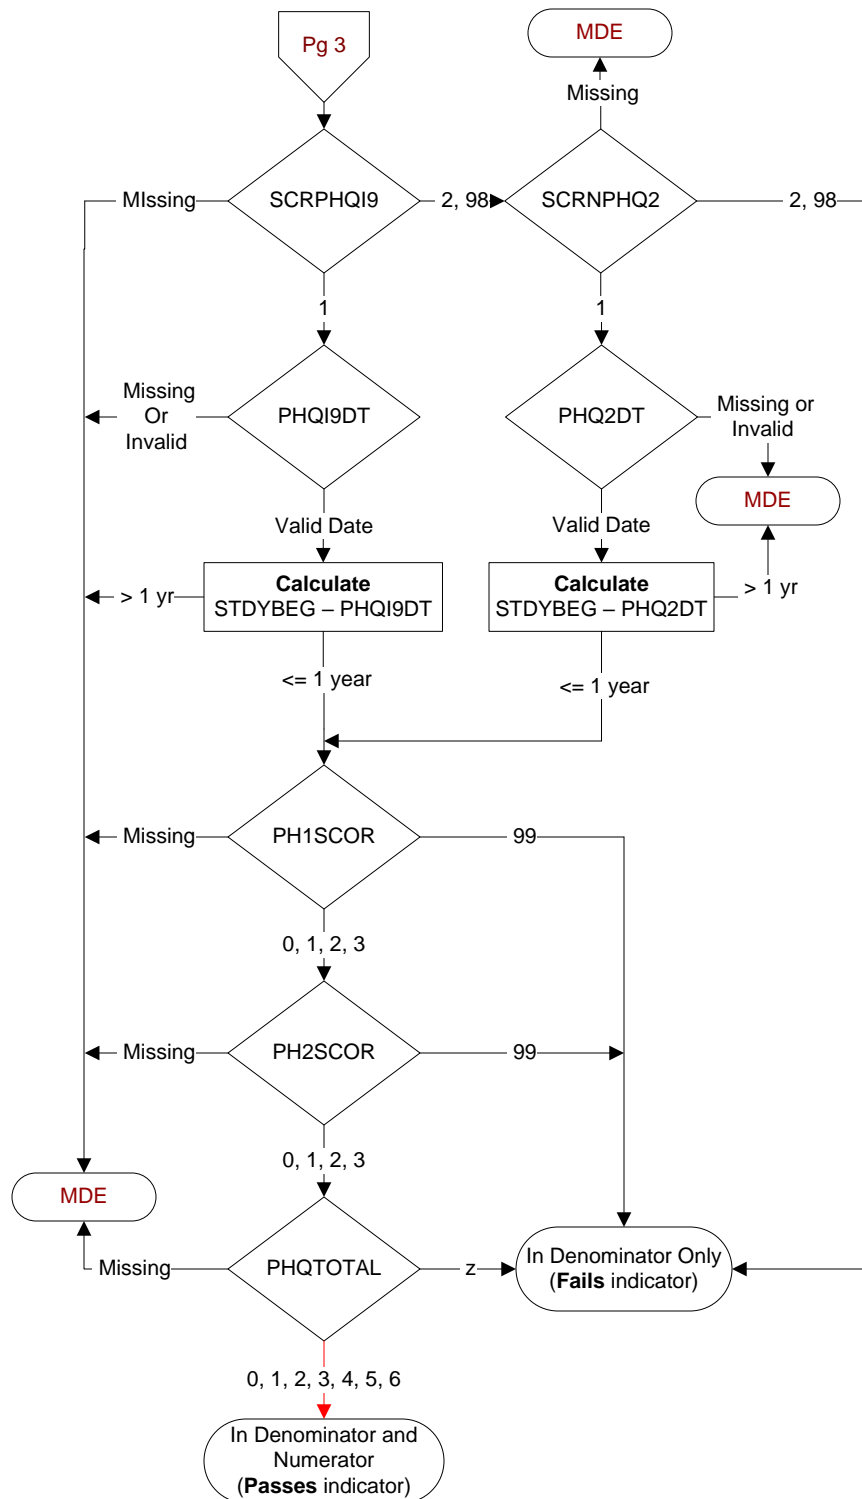 Pg 3
MDE
Missing
SCRPHQI9
SCRNPHQ2
MIssing
2, 98
2, 98
1
1
Missing
Or
Invalid
PHQI9DT
PHQ2DT
Missing or
Invalid
MDE
Valid Date
Valid Date
Calculate
STDYBEG – PHQI9DT
Calculate
STDYBEG – PHQ2DT
> 1 yr
> 1 yr
<= 1 year
<= 1 year
PH1SCOR
Missing
99
0, 1, 2, 3
PH2SCOR
Missing
99
0, 1, 2, 3
MDE
PHQTOTAL
Missing
z
In Denominator Only
(Fails indicator)
0, 1, 2, 3, 4, 5, 6
In Denominator and
Numerator
(Passes indicator)